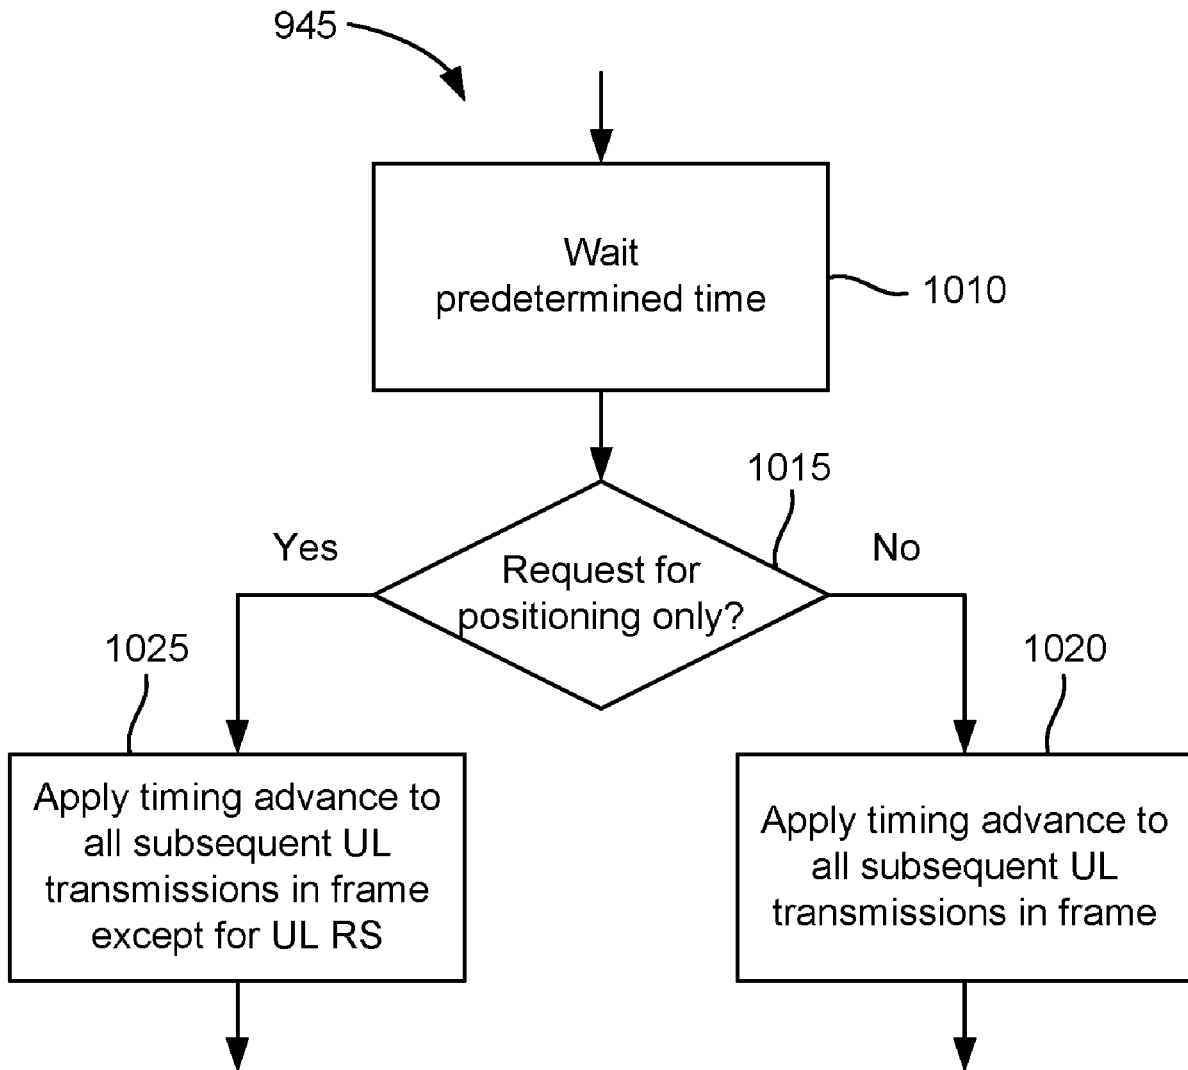 945
Wait
predetermined time
1010
1015
Yes
No
Request for
positioning only?
1025
1020
Apply timing advance to
all subsequent UL
transmissions in frame
except for UL RS
Apply timing advance to
all subsequent UL
transmissions in frame